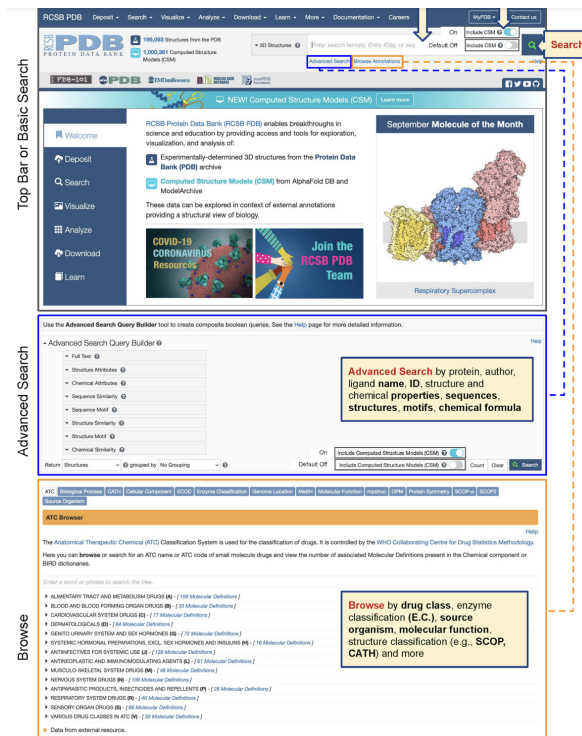 RCSB PDB Deposit Search Visualize Analyze Download Learn More Documentation Careers MyPDB Contact us
RCSB PDB
PROTEIN DATA BANK
195,093 Structures from the PDB
1,000,361 Computed Structure Models (CSM)
3D Structures Enter search term(s), Entry ID(s), or seq
On Include CSM
Default Off Include CSM
Search
Advanced Search Browse Annotations
Help
PDB-101 PDB EMDataResource wwPDB
NEW! Computed Structure Models (CSM) Learn more
Top Bar or Basic Search
Welcome
Deposit
Search
Visualize
Analyze
Download
Learn
RCSB Protein Data Bank (RCSB PDB) enables breakthroughs in
science and education by providing access and tools for exploration,
visualization, and analysis of:
Experimentally-determined 3D structures from the Protein Data
Bank (PDB) archive
Computed Structure Models (CSM) from AlphaFold DB and
ModelArchive
These data can be explored in context of external annotations
providing a structural view of biology.
COVID-19
CORONAVIRUS
Resources
Join the
RCSB PDB
Team
September Molecule of the Month
Respiratory Supercomplex
Advanced Search
Use the Advanced Search Query Builder tool to create composite boolean queries. See the Help page for more detailed information.
Advanced Search Query Builder
Help
Full Text
Structure Attributes
Chemical Attributes
Sequence Similarity
Sequence Motif
Structure Similarity
Structure Motif
Chemical Similarity
Advanced Search by protein, author,
ligand name, ID, structure and
chemical properties, sequences,
structures, motifs, chemical formula
On Include Computed Structure Models (CSM)
Return Structures grouped by No Grouping Default Off Include Computed Structure Models (CSM) Count Clear Search
Browse
ATC Biological Process CATH Cellular Component ECOD Enzyme Classification Genome Location MeSH Molecular Function mpstruc OPM Protein Symmetry SCOP-e SCOP2
Source Organism
ATC Browser
Help
The Anatomical Therapeutic Chemical (ATC) Classification System is used for the classification of drugs. It is controlled by the WHO Collaborating Centre for Drug Statistics Methodology.
Here you can browse or search for an ATC name or ATC code of small molecule drugs and view the number of associated Molecular Definitions present in the Chemical component or
BIRD dictionaries.
Enter a word or phrase to search the tree.
ALIMENTARY TRACT AND METABOLISM DRUGS (A) - [ 109 Molecular Definitions ]
BLOOD AND BLOOD FORMING ORGAN DRUGS (B) - [ 35 Molecular Definitions ]
CARDIOVASCULAR SYSTEM DRUGS (C) - [ 77 Molecular Definitions ]
DERMATOLOGICALS (D) - [ 84 Molecular Definitions ]
GENITO URINARY SYSTEM AND SEX HORMONES (G) - [ 72 Molecular Definitions ]
SYSTEMIC HORMONAL PREPARATIONS, EXCL. SEX HORMONES AND INSULINS (H) - [ 16 Molecular Definitions ]
ANTIINFECTIVES FOR SYSTEMIC USE (J) - [ 139 Molecular Definitions ]
ANTINEOPLASTIC AND IMMUNOMODULATING AGENTS (L) - [ 61 Molecular Definitions ]
MUSCULO-SKELETAL SYSTEM DRUGS (M) - [ 46 Molecular Definitions ]
NERVOUS SYSTEM DRUGS (N) - [ 109 Molecular Definitions ]
ANTIPARASITIC PRODUCTS, INSECTICIDES AND REPELLENTS (P) - [ 28 Molecular Definitions ]
RESPIRATORY SYSTEM DRUGS (R) - [ 46 Molecular Definitions ]
SENSORY ORGAN DRUGS (S) - [ 69 Molecular Definitions ]
VARIOUS DRUG CLASSES IN ATC (V) - [ 39 Molecular Definitions ]
Data from external resource.
Browse by drug class, enzyme
classification (E.C.), source
organism, molecular function,
structure classification (e.g., SCOP,
CATH) and more